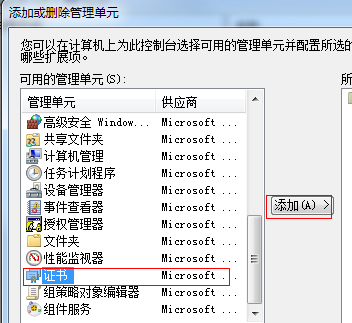 添加或删除管理单元
您可以在计算机上为此控制台选择可用的管理单元并配置所选的
哪些扩展项。
可用的管理单元(S):
所
管理单元 供应商
高级安全 Window... Microsoft ...
共享文件夹 Microsoft ...
计算机管理 Microsoft ...
任务计划程序 Microsoft ...
设备管理器 Microsoft ...
事件查看器 Microsoft ...
授权管理器 Microsoft ...
文件夹 Microsoft ...
性能监视器 Microsoft ...
证书 Microsoft ...
组策略对象编辑器 Microsoft ...
组件服务 Microsoft ...
添加(A) >